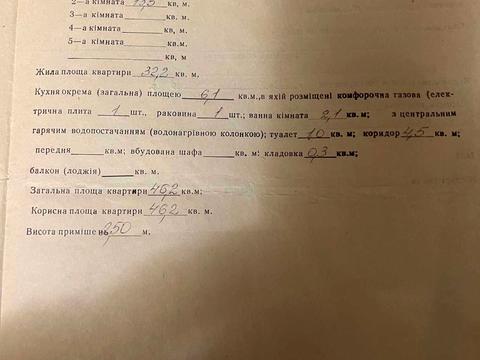 2—а кімната 13,5 кв, м.
3—а кімната кв. м.
4—а кімната кв, м.
5—а кімната кв.м.
кв, м
Жила площа квартири 32,2 кв. м.
Кухня окрема (загальна) площею 6,1 кв.м.,в яхій розміщені комфорочна газова (елек-
трична плита 1 шт., раковина 1 шт.; ванна кімната 2,1 кв. м; з центральним
гарячим водопостачанням (водонагрівною колонкою); туалет 1,0 кв. м; коридор 4,5 кв, м;
передня кв.м; вбудована шафа кв. м: кладовка 0,3 кв.м;
балкон (лоджія) кв. м.
Загальна площа квартири 46,2 кв.м;
Корисна площа квартири 46,2 кв. м.
Висота приміше 2,50 м.